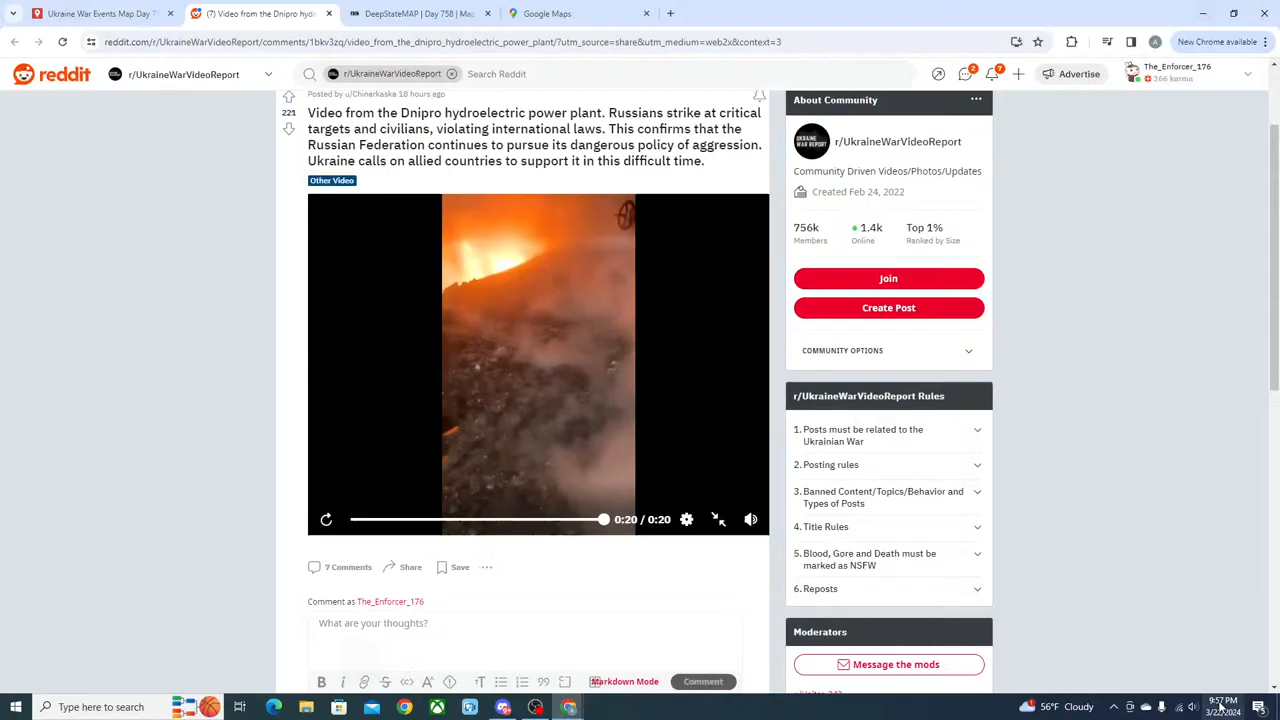 Ukraine War Events Map Day 7
(7) Video from the Dnipro hydr
DeepStateMAP | Day 758 | Map
Google Maps
reddit.com/r/UkraineWarVideoReport/comments/1bkv3zq/video_from_the_dnipro_hydroelectric_power_plant/?utm_source=share&utm_medium=web2x&context=3
A
New Chrome available
reddit
r/UkraineWarVideoReport
r/UkraineWarVideoReport
Search Reddit
2
7
Advertise
The_Enforcer_176
366 karma
Posted by u/Chinarkaska 18 hours ago
221
Video from the Dnipro hydroelectric power plant. Russians strike at critical
targets and civilians, violating international laws. This confirms that the
Russian Federation continues to pursue its dangerous policy of aggression.
Ukraine calls on allied countries to support it in this difficult time.
Other Video
0:20 / 0:20
7 Comments
Share
Save
Comment as The_Enforcer_176
What are your thoughts?
Markdown Mode
Comment
About Community
UKRAINE
WAR REPORT
r/UkraineWarVideoReport
Community Driven Videos/Photos/Updates
Created Feb 24, 2022
756k
1.4k
Top 1%
Members
Online
Ranked by Size
Join
Create Post
COMMUNITY OPTIONS
r/UkraineWarVideoReport Rules
1. Posts must be related to the
Ukrainian War
2. Posting rules
3. Banned Content/Topics/Behavior and
Types of Posts
4. Title Rules
5. Blood, Gore and Death must be
marked as NSFW
6. Reposts
Moderators
Message the mods
Type here to search
56°F Cloudy
9:57 PM